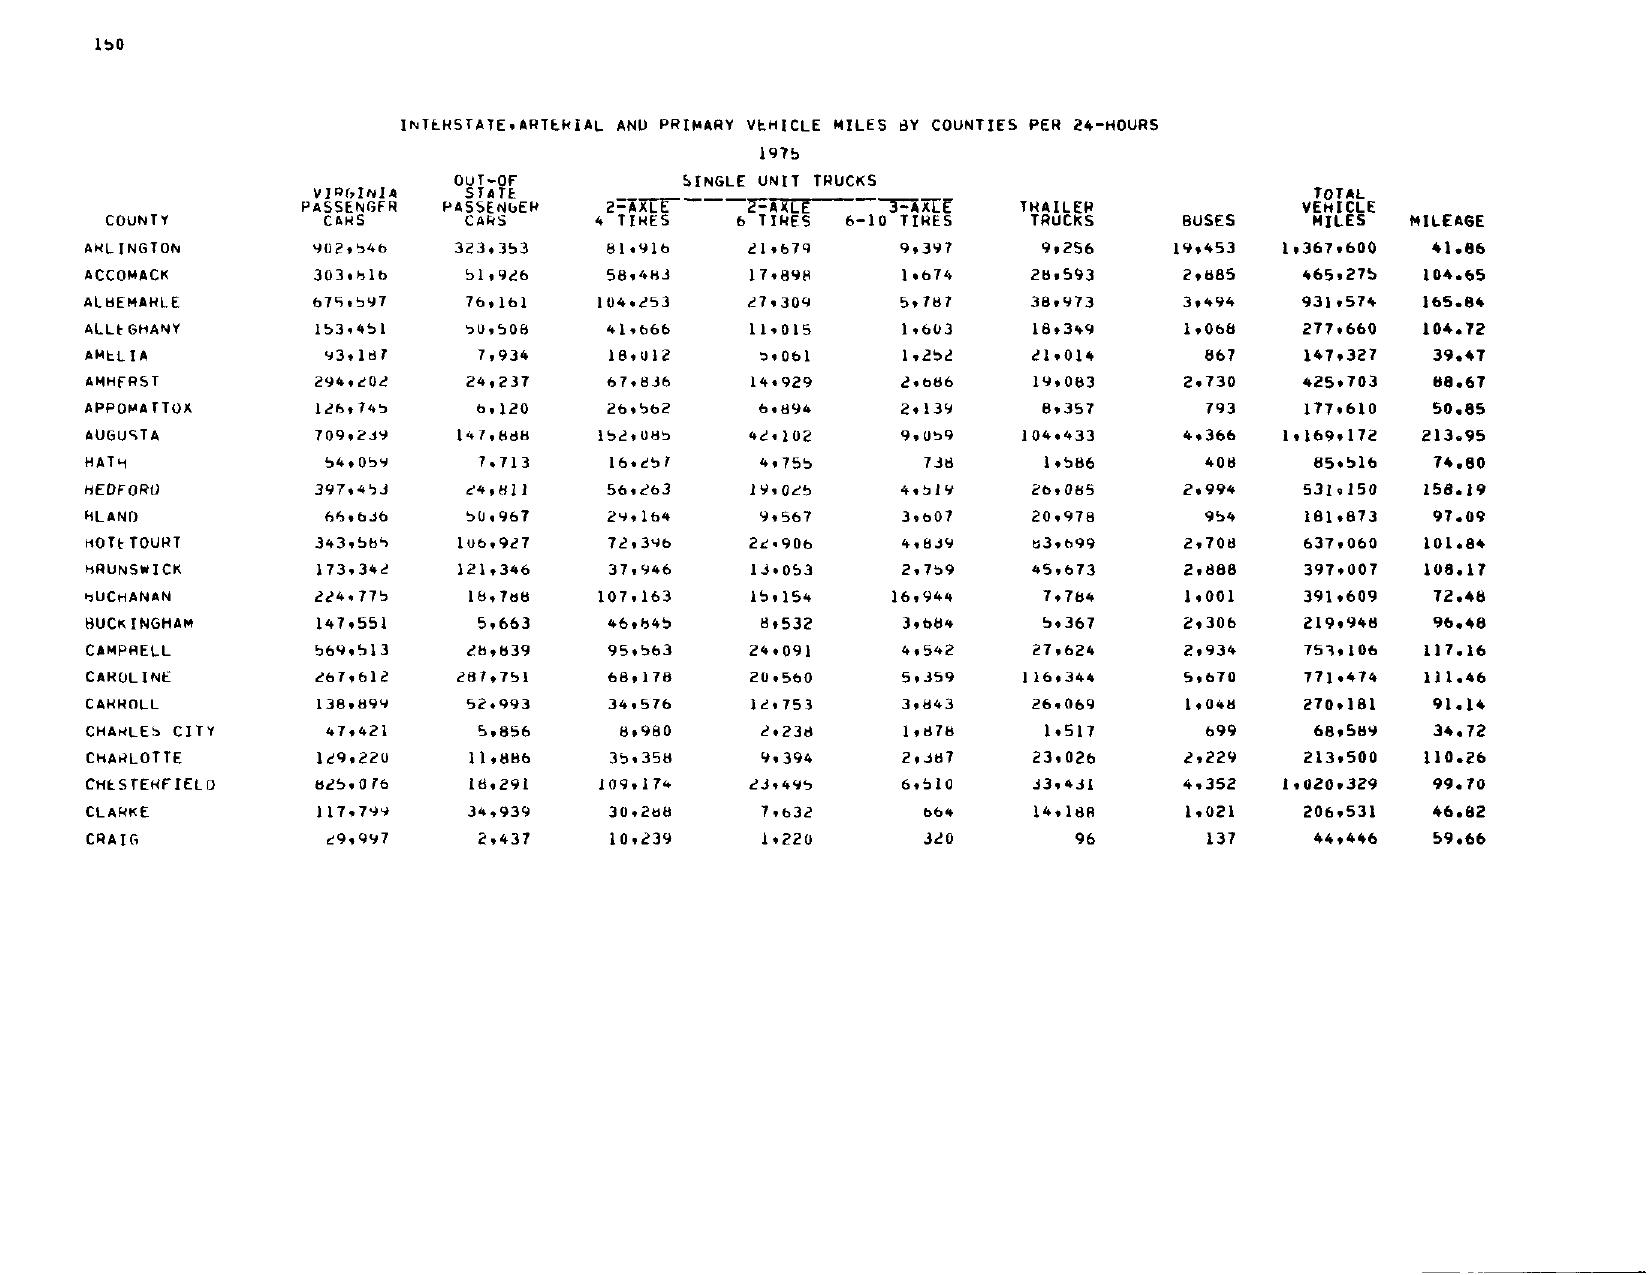 150
INTERSTATE,ARTERIAL AND PRIMARY VEHICLE MILES BY COUNTIES PER 24-HOURS
1975
OUT-OF SINGLE UNIT TRUCKS
VIRGINIA STATE TOTAL
PASSENGER PASSENGER 2-AXLE 2-AXLE 3-AXLE TRAILER VEHICLE
COUNTY CARS CARS 4 TIRES 6 TIRES 6-10 TIRES TRUCKS BUSES MILES MILEAGE
ARLINGTON 902,546 323,353 81,916 21,679 9,397 9,256 19,453 1,367,600 41.86
ACCOMACK 303,816 51,926 58,483 17,898 1,674 28,593 2,885 465,275 104.65
ALBEMARLE 675,597 76,161 104,253 27,309 5,787 38,973 3,494 931,574 165.84
ALLEGHANY 153,451 50,508 41,666 11,015 1,603 18,349 1,068 277,660 104.72
AMELIA 93,187 7,934 18,012 5,061 1,252 21,014 867 147,327 39.47
AMHERST 294,202 24,237 67,836 14,929 2,686 19,083 2,730 425,703 88.67
APPOMATTOX 126,745 6,120 26,562 6,894 2,139 8,357 793 177,610 50.85
AUGUSTA 709,239 147,888 152,085 42,102 9,059 104,433 4,366 1,169,172 213.95
BATH 54,059 7,713 16,257 4,755 738 1,586 408 85,516 74.80
BEDFORD 397,453 24,811 56,263 19,025 4,519 26,085 2,994 531,150 158.19
BLAND 66,636 50,967 29,164 9,567 3,607 20,978 954 181,873 97.09
BOTETOURT 343,585 106,927 72,396 22,906 4,839 83,699 2,708 637,060 101.84
BRUNSWICK 173,342 121,346 37,946 13,053 2,759 45,673 2,888 397,007 108.17
BUCHANAN 224,775 18,788 107,163 15,154 16,944 7,784 1,001 391,609 72.48
BUCKINGHAM 147,551 5,663 46,845 8,532 3,684 5,367 2,306 219,948 96.48
CAMPBELL 569,513 28,839 95,563 24,091 4,542 27,624 2,934 753,106 117.16
CAROLINE 267,612 287,751 68,178 20,560 5,359 116,344 5,670 771,474 111.46
CARROLL 138,899 52,993 34,576 12,753 3,843 26,069 1,048 270,181 91.14
CHARLES CITY 47,421 5,856 8,980 2,238 1,878 1,517 699 68,589 34.72
CHARLOTTE 129,220 11,886 35,358 9,394 2,387 23,026 2,229 213,500 110.26
CHESTERFIELD 825,076 18,291 109,174 23,495 6,510 33,431 4,352 1,020,329 99.70
CLARKE 117,799 34,939 30,288 7,632 664 14,188 1,021 206,531 46.82
CRAIG 29,997 2,437 10,239 1,220 320 96 137 44,446 59.66